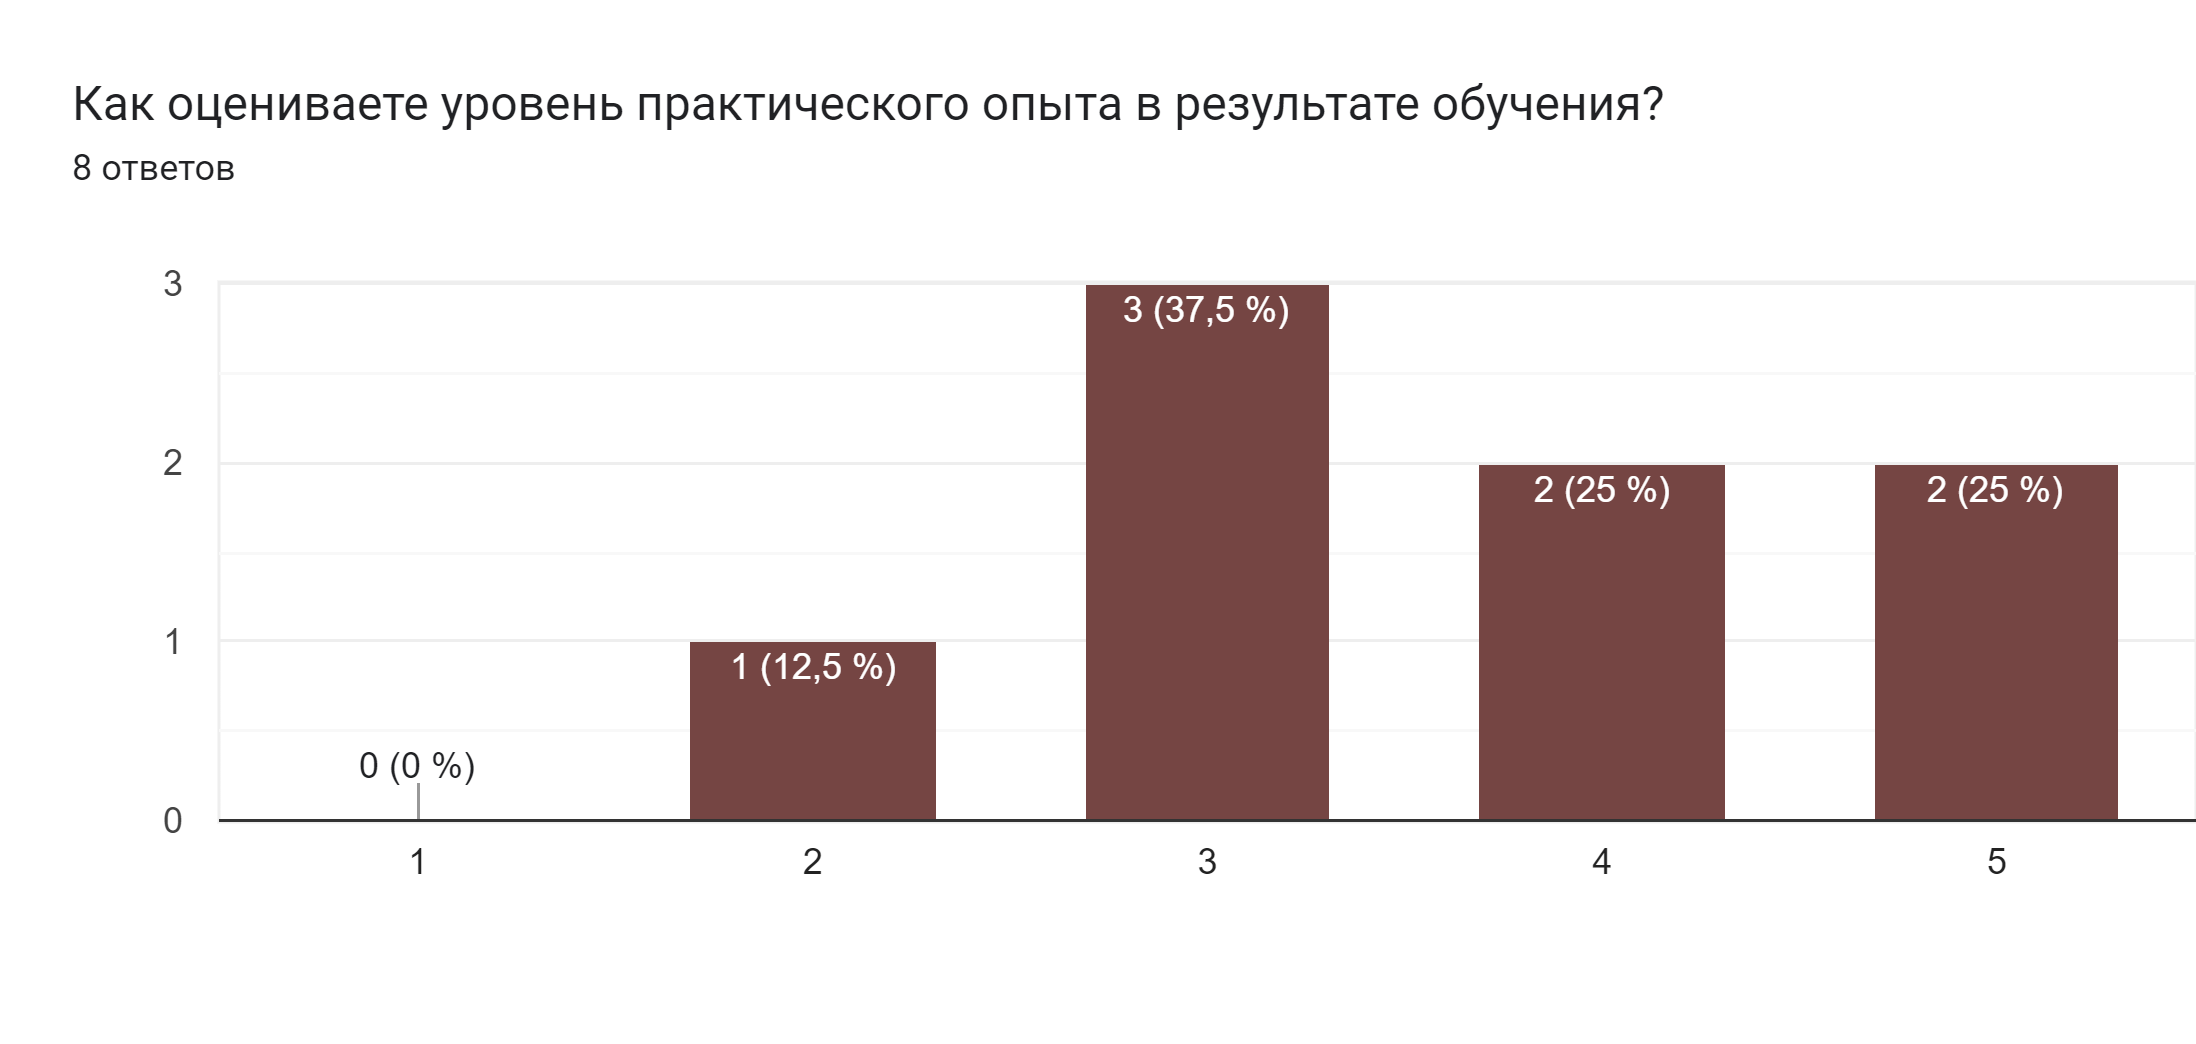 Как оцениваете уровень практического опыта в результате обучения?
8 ответов
3
3 (37,5 %)
2
2 (25 %)
2 (25 %)
1
1 (12,5 %)
0 (0 %)
0
1
2
3
4
5